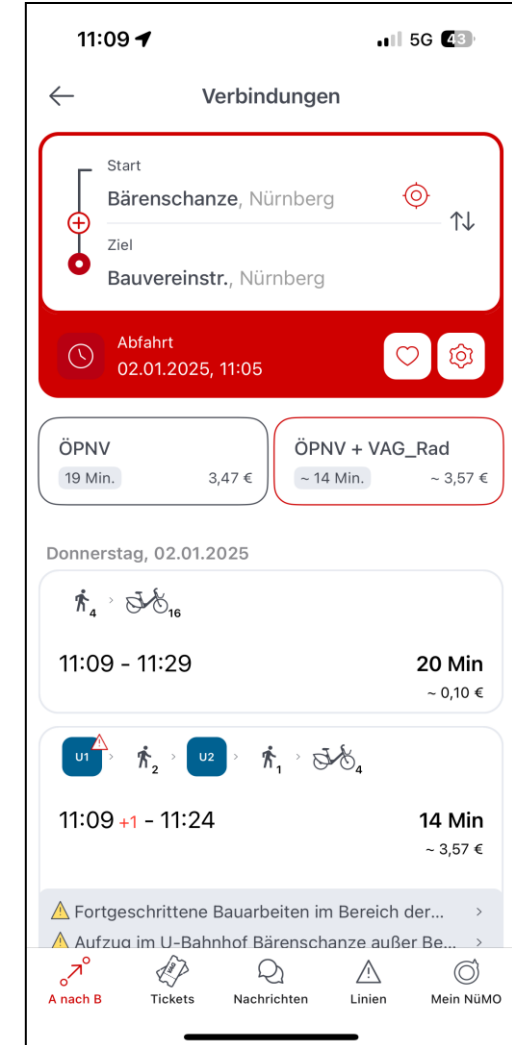 11:09 5G 43
Verbindungen
Start
Bärenschanze, Nürnberg
Ziel
Bauvereinstr., Nürnberg
Abfahrt
02.01.2025, 11:05
ÖPNV
19 Min. 3,47 €
ÖPNV + VAG_Rad
~ 14 Min. ~ 3,57 €
Donnerstag, 02.01.2025
4 › 16
11:09 - 11:29 20 Min
~ 0,10 €
U1 › 2 › U2 › 1 › 4
11:09 +1 - 11:24 14 Min
~ 3,57 €
Fortgeschrittene Bauarbeiten im Bereich der... ›
Aufzug im U-Bahnhof Bärenschanze außer Be... ›
A nach B Tickets Nachrichten Linien Mein NüMO